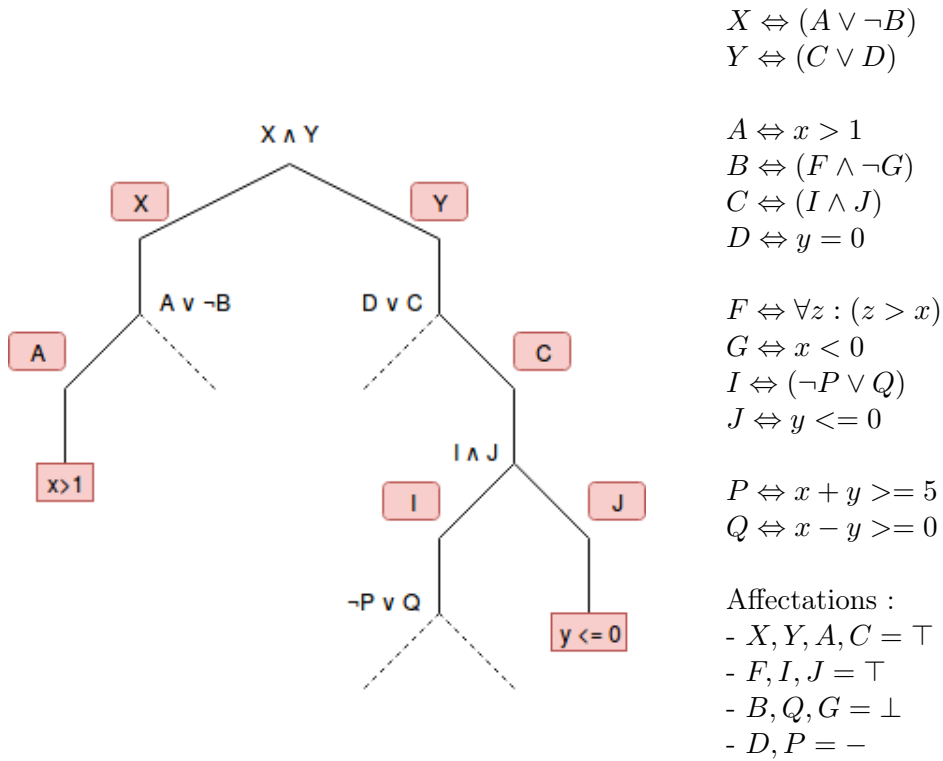 X ∧ Y
X
Y
A ∨ ¬B
D ∨ C
A
C
x>1
I ∧ J
I
J
¬P ∨ Q
y <= 0
X ⇔ (A ∨ ¬B)
Y ⇔ (C ∨ D)
A ⇔ x > 1
B ⇔ (F ∧ ¬G)
C ⇔ (I ∧ J)
D ⇔ y = 0
F ⇔ ∀z : (z > x)
G ⇔ x < 0
I ⇔ (¬P ∨ Q)
J ⇔ y <= 0
P ⇔ x + y >= 5
Q ⇔ x − y >= 0
Affectations :
- X, Y, A, C = ⊤
- F, I, J = ⊤
- B, Q, G = ⊥
- D, P = −